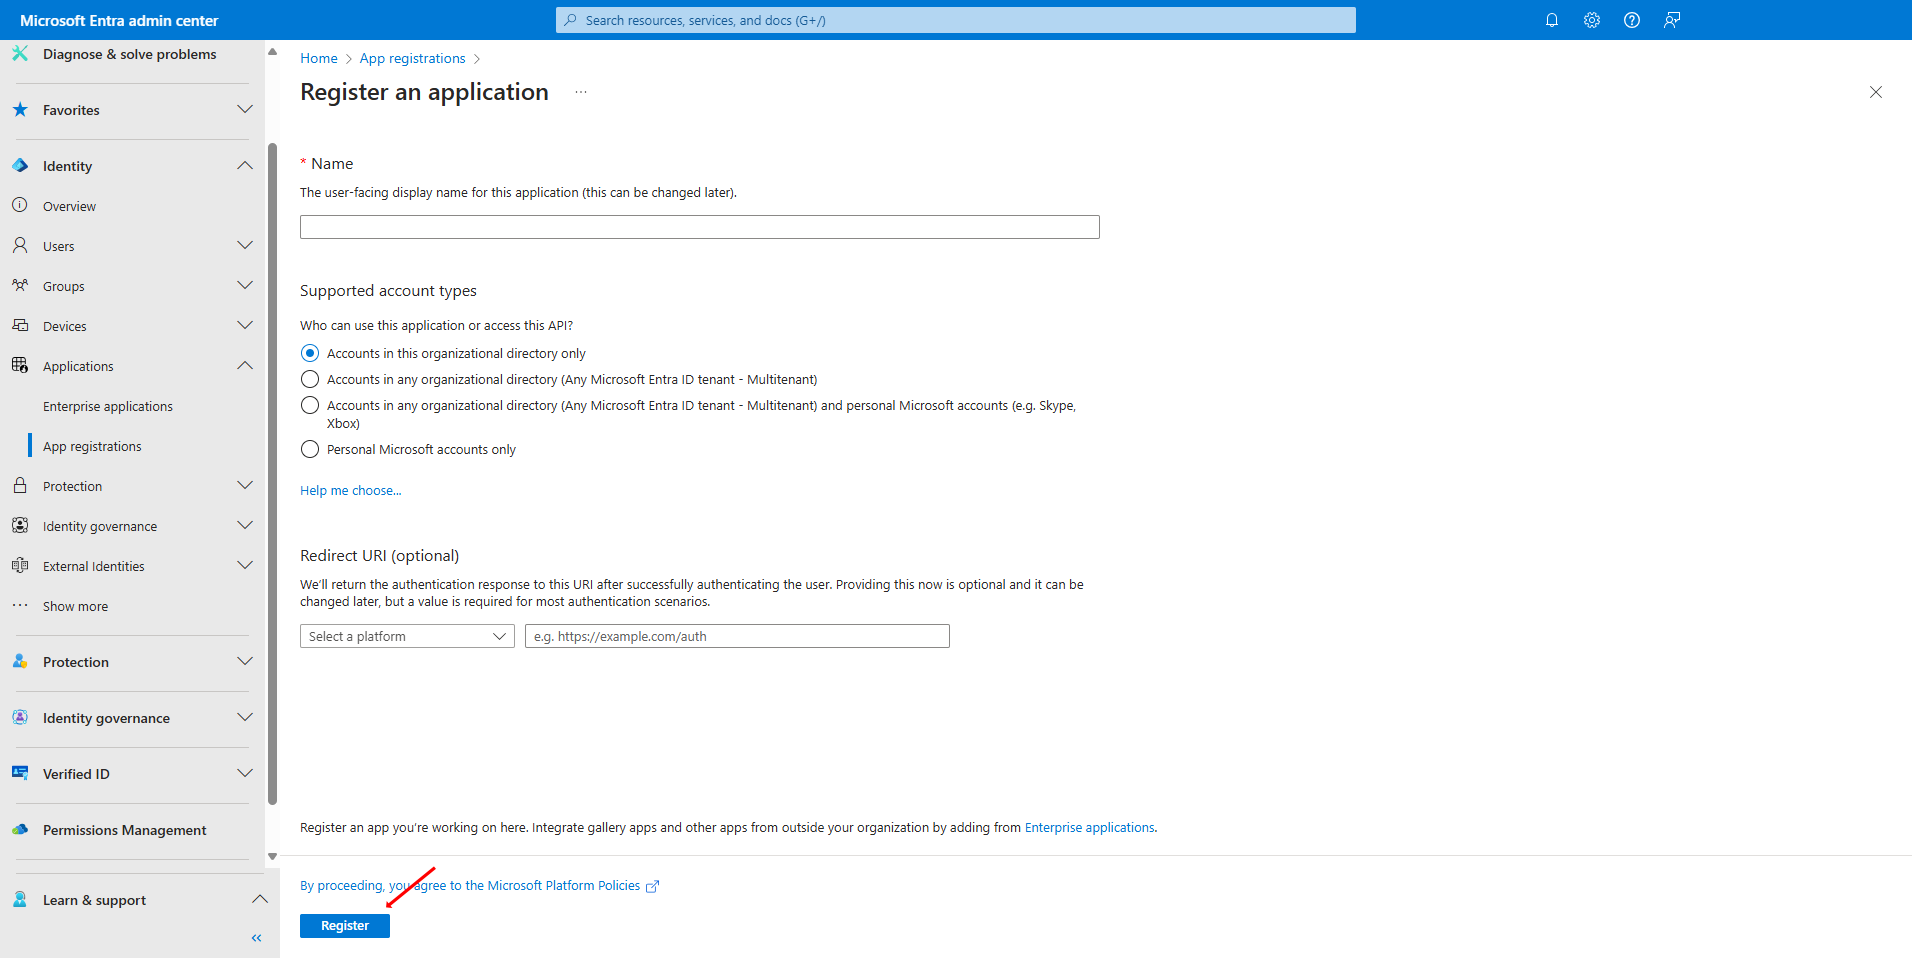 Microsoft Entra admin center
Search resources, services, and docs (G+/)
Diagnose & solve problems
Favorites
Identity
Overview
Users
Groups
Devices
Applications
Enterprise applications
App registrations
Protection
Identity governance
External Identities
Show more
Protection
Identity governance
Verified ID
Permissions Management
Learn & support
Home
App registrations
Register an application
* Name
The user-facing display name for this application (this can be changed later).
Supported account types
Who can use this application or access this API?
Accounts in this organizational directory only
Accounts in any organizational directory (Any Microsoft Entra ID tenant - Multitenant)
Accounts in any organizational directory (Any Microsoft Entra ID tenant - Multitenant) and personal Microsoft accounts (e.g. Skype,
Xbox)
Personal Microsoft accounts only
Help me choose...
Redirect URI (optional)
We'll return the authentication response to this URI after successfully authenticating the user. Providing this now is optional and it can be
changed later, but a value is required for most authentication scenarios.
Select a platform
e.g. https://example.com/auth
Register an app you're working on here. Integrate gallery apps and other apps from outside your organization by adding from Enterprise applications.
By proceeding, you agree to the Microsoft Platform Policies
Register